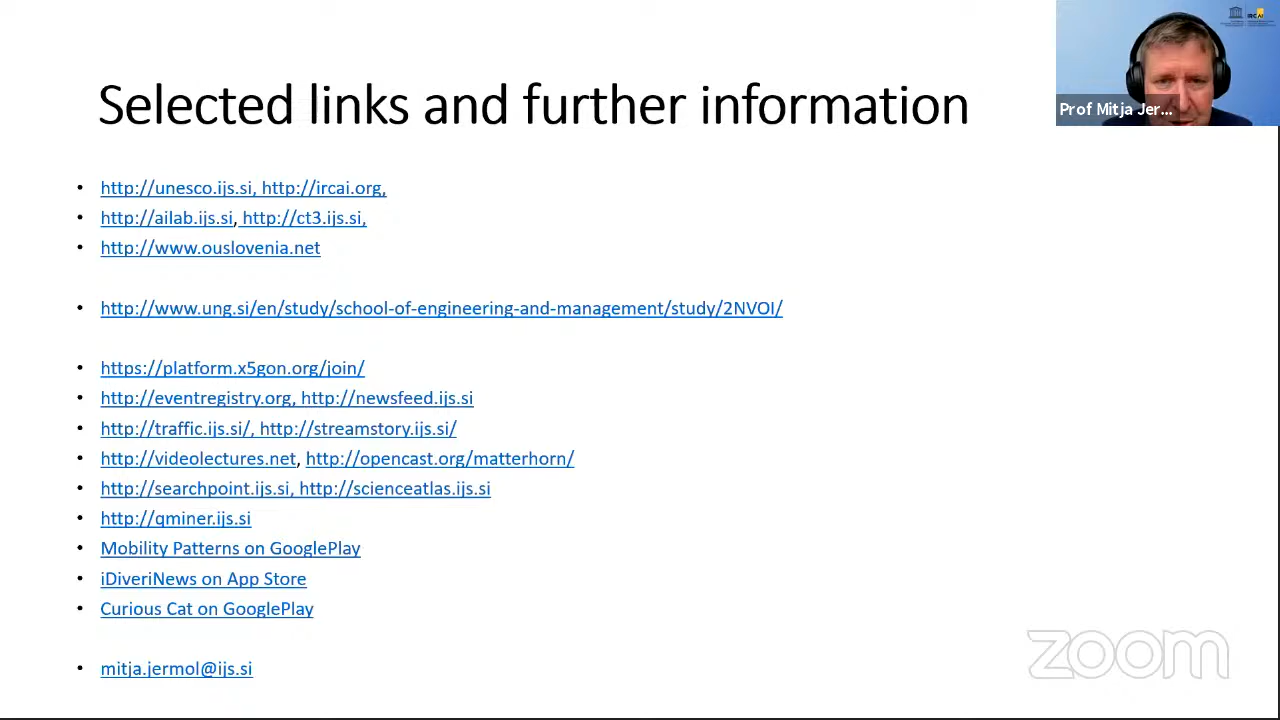 Selected links and further information
Prof Mitja Jer...
IRCAI
• http://unesco.ijs.si, http://ircai.org,
• http://ailab.ijs.si, http://ct3.ijs.si,
• http://www.ouslovenia.net
• http://www.ung.si/en/study/school-of-engineering-and-management/study/2NVOI/
• https://platform.x5gon.org/join/
• http://eventregistry.org, http://newsfeed.ijs.si
• http://traffic.ijs.si/, http://streamstory.ijs.si/
• http://videolectures.net, http://opencast.org/matterhorn/
• http://searchpoint.ijs.si, http://scienceatlas.ijs.si
• http://qminer.ijs.si
• Mobility Patterns on GooglePlay
• iDiveriNews on App Store
• Curious Cat on GooglePlay
• mitja.jermol@ijs.si
zoom